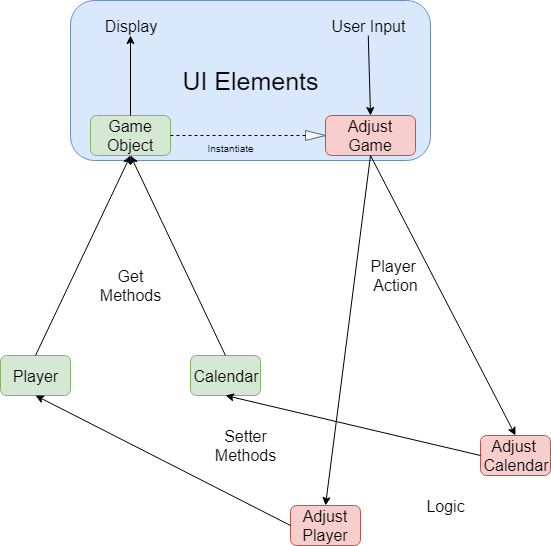 Display
User Input
UI Elements
Game
Object
Instantiate
Adjust
Game
Get
Methods
Player
Action
Player
Calendar
Setter
Methods
Adjust
Calendar
Logic
Adjust
Player